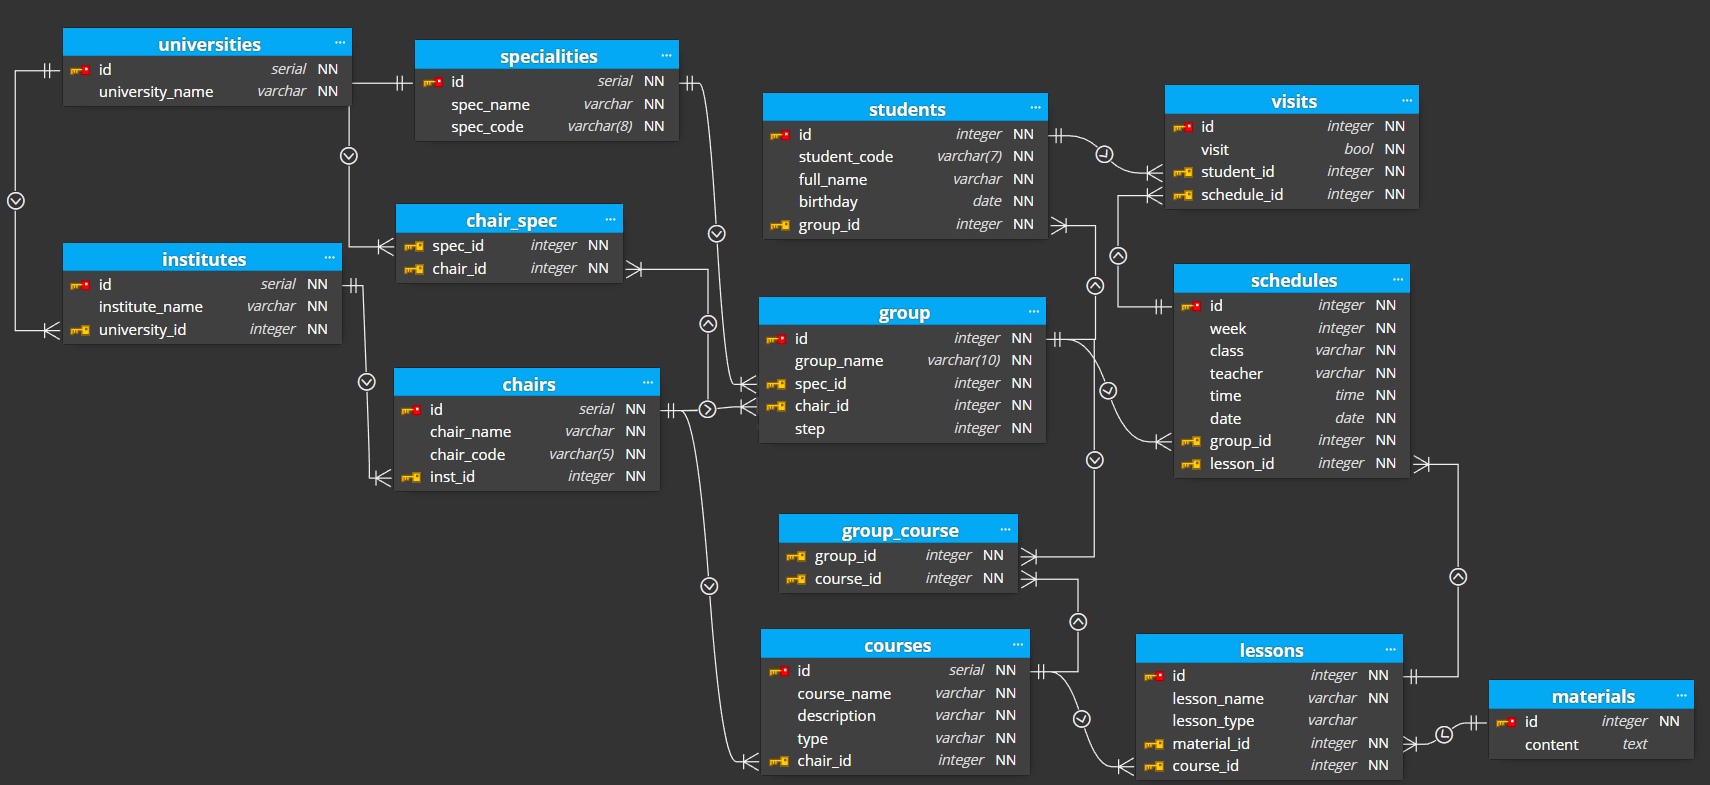 universities ...
id serial NN
university_name varchar NN
specialities ...
id serial NN
spec_name varchar NN
spec_code varchar(8) NN
students ...
id integer NN
student_code varchar(7) NN
full_name varchar NN
birthday date NN
group_id integer NN
visits ...
id integer NN
visit bool NN
student_id integer NN
schedule_id integer NN
chair_spec ...
spec_id integer NN
chair_id integer NN
institutes ...
id serial NN
institute_name varchar NN
university_id integer NN
schedules ...
id integer NN
week integer NN
class varchar NN
teacher varchar NN
time time NN
date date NN
group_id integer NN
lesson_id integer NN
group ...
id integer NN
group_name varchar(10) NN
spec_id integer NN
chair_id integer NN
step integer NN
chairs ...
id serial NN
chair_name varchar NN
chair_code varchar(5) NN
inst_id integer NN
group_course ...
group_id integer NN
course_id integer NN
courses ...
id serial NN
course_name varchar NN
description varchar NN
type varchar NN
chair_id integer NN
lessons ...
id integer NN
lesson_name varchar NN
lesson_type varchar
material_id integer NN
course_id integer NN
materials ...
id integer NN
content text